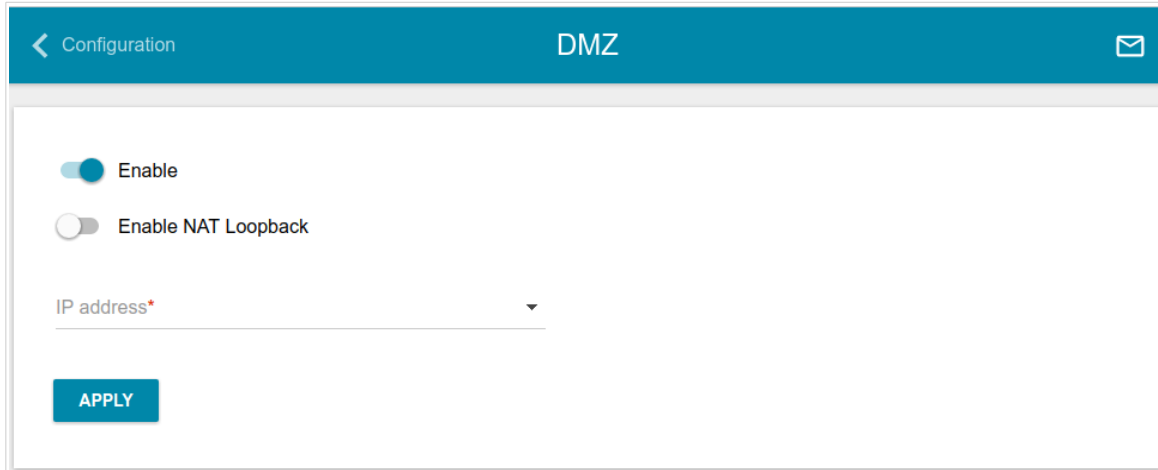 Configuration
DMZ
Enable
Enable NAT Loopback
IP address*
APPLY